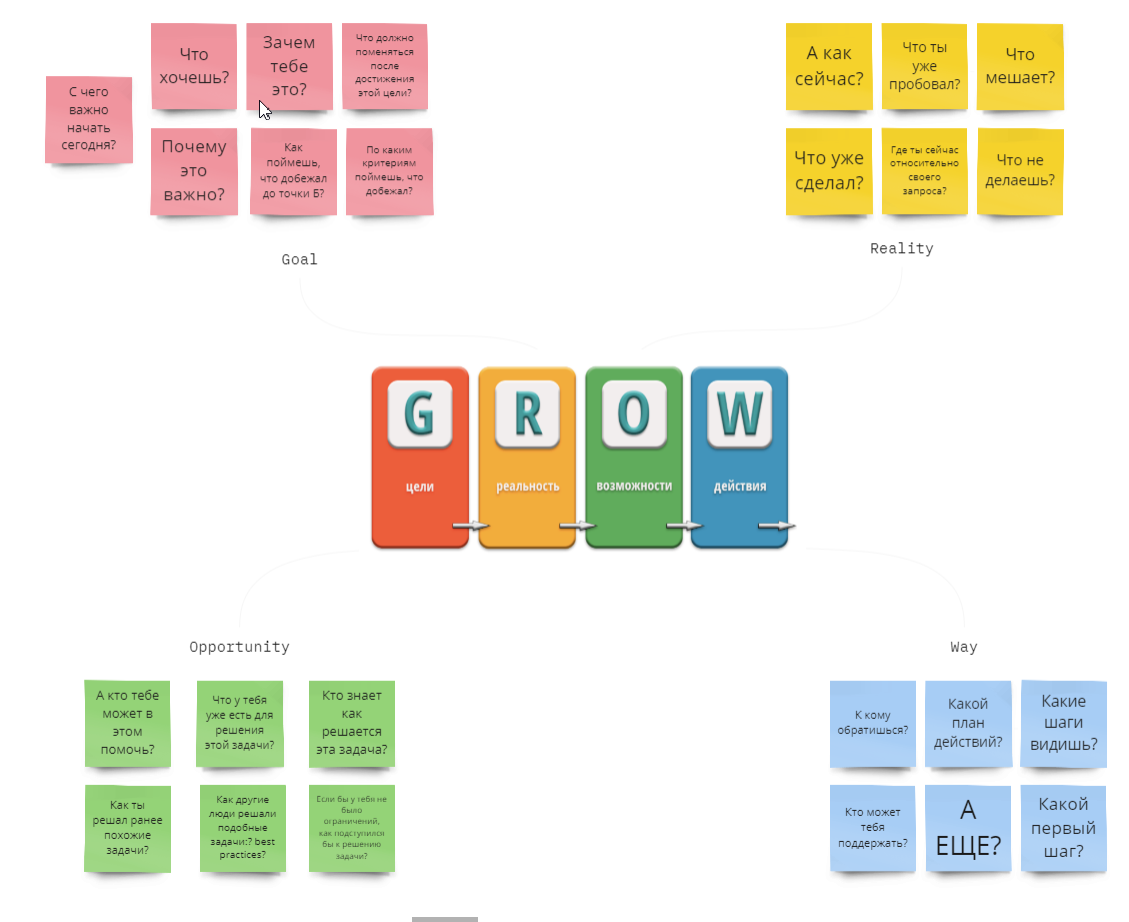 С чего
важно
начать
сегодня?
Что
хочешь?
Зачем
тебе
это?
Что должно
поменяться
после
достижения
этой цели?
Почему
это
важно?
Как
поймешь,
что добежал
до точки Б?
По каким
критериям
поймешь, что
добежал?
Goal
А как
сейчас?
Что ты
уже
пробовал?
Что
мешает?
Что уже
сделал?
Где ты сейчас
относительно
своего
запроса?
Что не
делаешь?
Reality
G
цели
R
реальность
O
возможности
W
действия
Opportunity
А кто тебе
может в
этом
помочь?
Что у тебя
уже есть для
решения
этой задачи?
Кто знает
как
решается
эта задача?
Как ты
решал ранее
похожие
задачи?
Как другие
люди решали
подобные
задачи:? best
practices?
Если бы у тебя не
было
ограничений,
как подступился
бы к решению
задачи?
Way
К кому
обратишься?
Какой
план
действий?
Какие
шаги
видишь?
Кто может
тебя
поддержать?
А
ЕЩЕ?
Какой
первый
шаг?